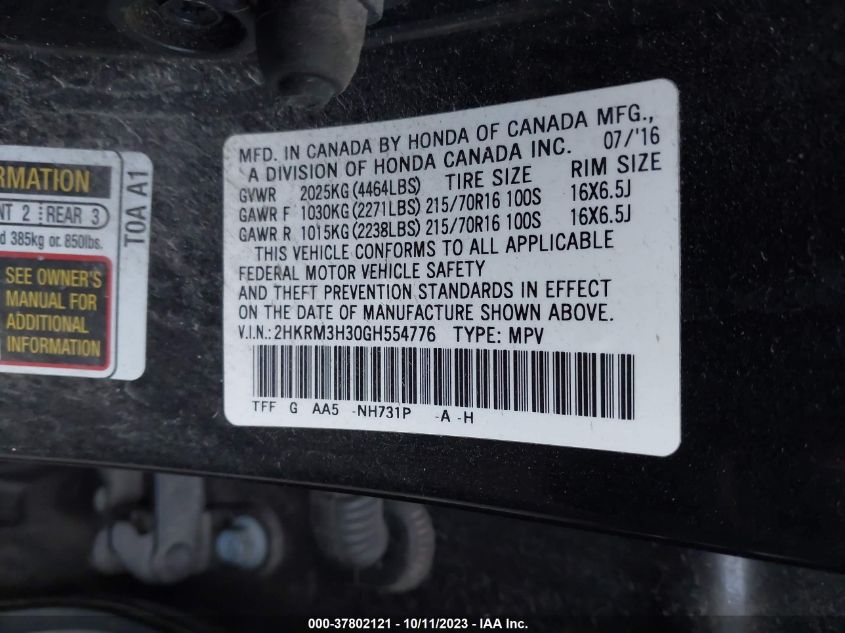 RMATION
NT 2 REAR 3
d 385kg or 850lbs.
SEE OWNER'S
MANUAL FOR
ADDITIONAL
INFORMATION
TOA A1
MFD. IN CANADA BY HONDA OF CANADA MFG.,
A DIVISION OF HONDA CANADA INC. 07/'16
GVWR 2025KG (4464LBS) TIRE SIZE RIM SIZE
GAWR F 1030KG (2271LBS) 215/70R16 100S 16X6.5J
GAWR R 1015KG (2238LBS) 215/70R16 100S 16X6.5J
THIS VEHICLE CONFORMS TO ALL APPLICABLE
FEDERAL MOTOR VEHICLE SAFETY
AND THEFT PREVENTION STANDARDS IN EFFECT
ON THE DATE OF MANUFACTURE SHOWN ABOVE.
V.I.N.: 2HKRM3H30GH554776 TYPE: MPV
TFF G AA5 -NH731P -A -H
000-37802121 - 10/11/2023 - IAA Inc.